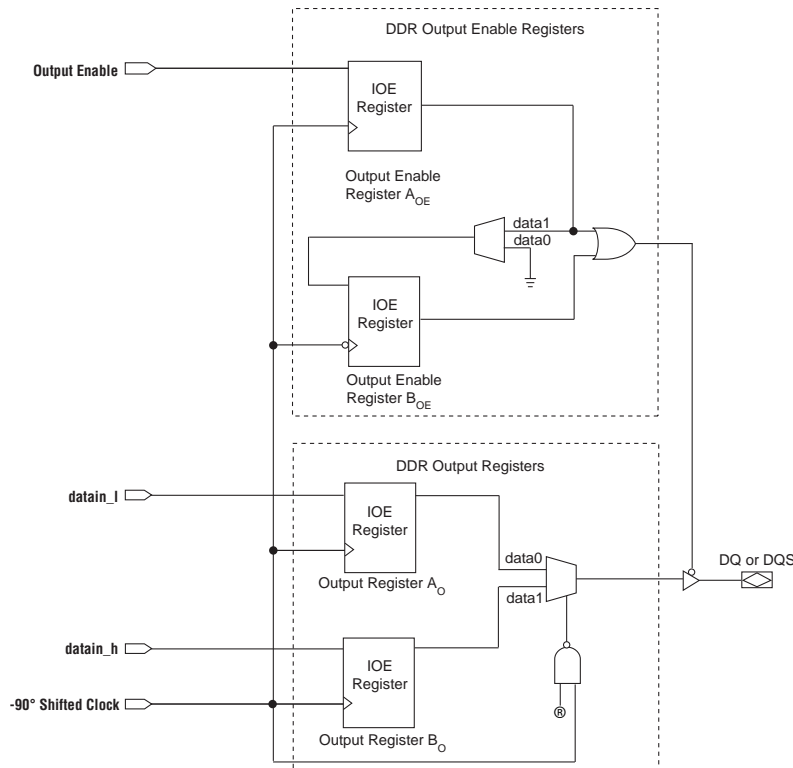 DDR Output Enable Registers
Output Enable
IOE
Register
Output Enable
Register A_OE
data1
data0
IOE
Register
Output Enable
Register B_OE
DDR Output Registers
datain_l
IOE
Register
data0
DQ or DQS
Output Register A_O
data1
datain_h
IOE
Register
-90° Shifted Clock
®
Output Register B_O